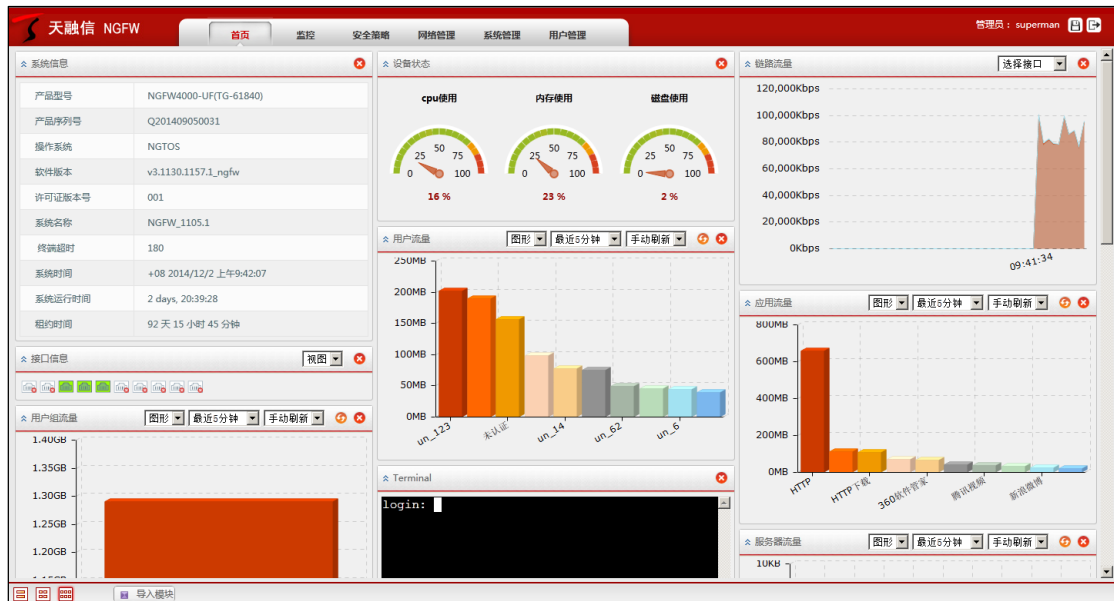 天融信 NGFW
首页 监控 安全策略 网络管理 系统管理 用户管理
管理员： superman
系统信息
产品型号 NGFW4000-UF(TG-61840)
产品序列号 Q201409050031
操作系统 NGTOS
软件版本 v3.1130.1157.1_ngfw
许可证版本号 001
系统名称 NGFW_1105.1
终端超时 180
系统时间 +08 2014/12/2 上午9:42:07
系统运行时间 2 days, 20:39:28
租约时间 92 天 15 小时 45 分钟
接口信息 视图
用户组流量 图形 最近5分钟 手动刷新
1.40GB
1.35GB
1.30GB
1.25GB
1.20GB
设备状态
cpu使用 内存使用 磁盘使用
0 25 50 75 100
0 25 50 75 100
0 25 50 75 100
16 % 23 % 2 %
用户流量 图形 最近5分钟 手动刷新
250MB
200MB
150MB
100MB
50MB
0MB
un_123 未认证 un_14 un_62 un_6
Terminal
login:
链路流量 选择接口
120,000Kbps
100,000Kbps
80,000Kbps
60,000Kbps
40,000Kbps
20,000Kbps
0Kbps
09:41:34
应用流量 图形 最近5分钟 手动刷新
800MB
600MB
400MB
200MB
0MB
HTTP HTTP下载 360软件管家 腾讯视频 新浪微博
服务器流量 图形 最近5分钟 手动刷新
10KB
导入模块